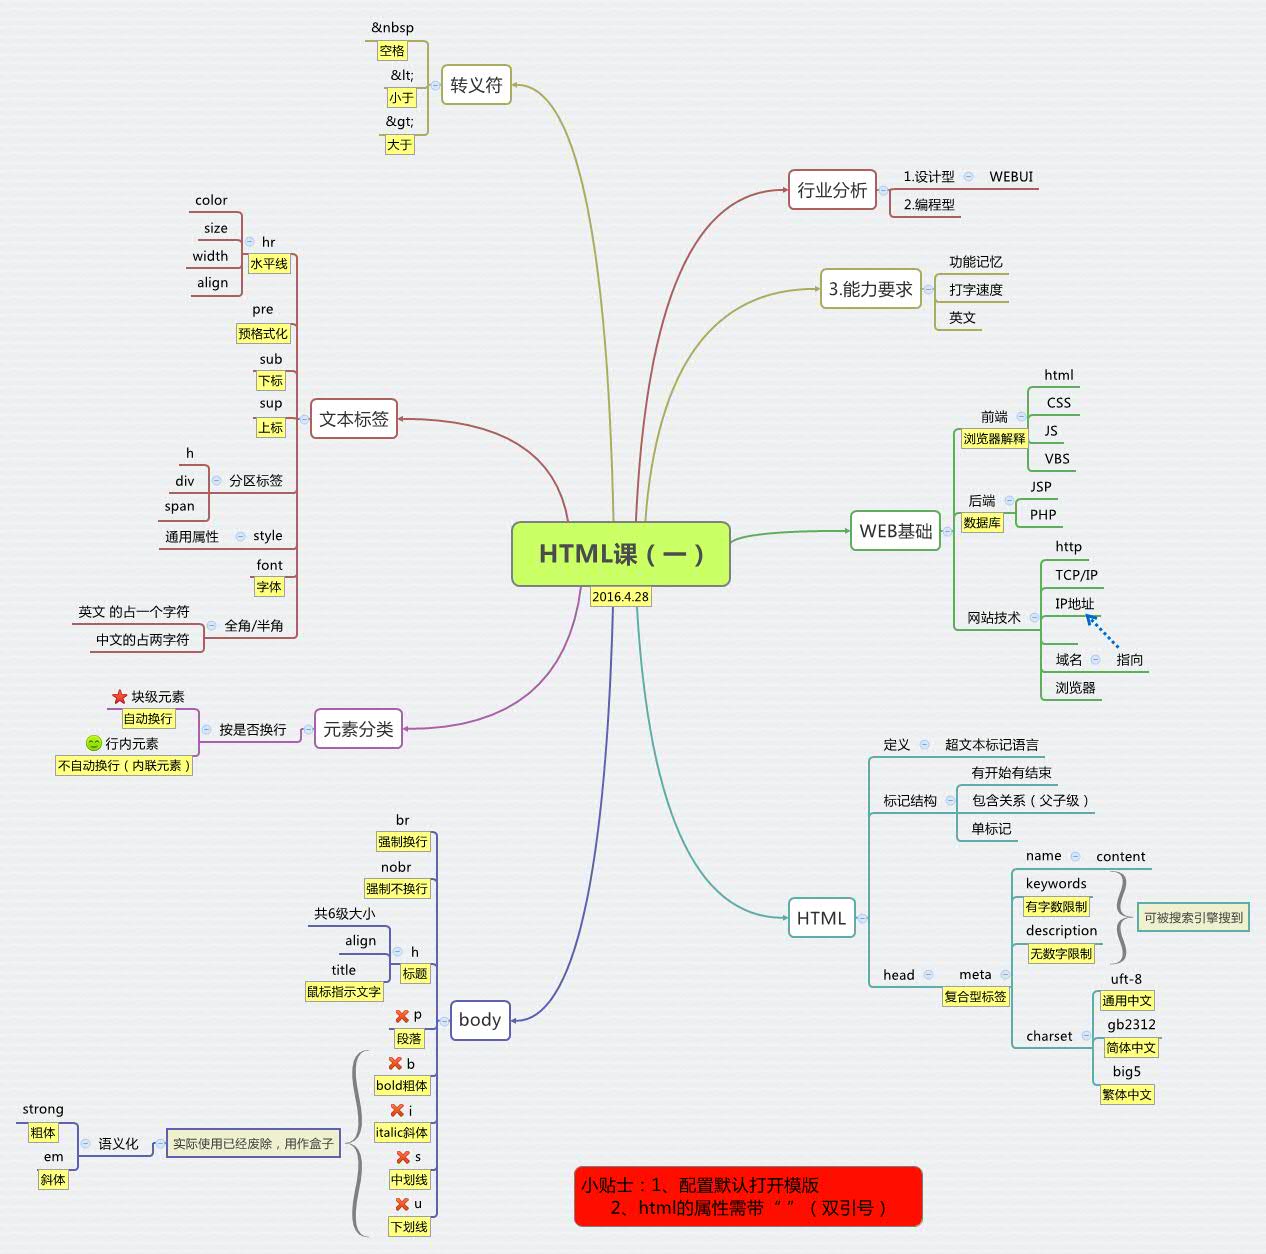 HTML课（一）
2016.4.28
转义符
&nbsp
空格
&lt;
小于
&gt;
大于
行业分析
1.设计型
WEBUI
2.编程型
3.能力要求
功能记忆
打字速度
英文
WEB基础
前端
浏览器解释
html
CSS
JS
VBS
后端
数据库
JSP
PHP
网站技术
http
TCP/IP
IP地址
域名
指向
浏览器
HTML
定义
超文本标记语言
标记结构
有开始有结束
包含关系（父子级）
单标记
head
meta
复合型标签
name
content
keywords
有字数限制
description
无数字限制
可被搜索引擎搜到
charset
uft-8
通用中文
gb2312
简体中文
big5
繁体中文
文本标签
hr
水平线
color
size
width
align
pre
预格式化
sub
下标
sup
上标
分区标签
h
div
span
style
通用属性
font
字体
全角/半角
英文 的占一个字符
中文的占两字符
元素分类
按是否换行
块级元素
自动换行
行内元素
不自动换行（内联元素）
body
br
强制换行
nobr
强制不换行
h
标题
共6级大小
align
title
鼠标指示文字
p
段落
b
bold粗体
i
italic斜体
s
中划线
u
下划线
实际使用已经废除，用作盒子
语义化
strong
粗体
em
斜体
小贴士：1、配置默认打开模版
2、html的属性需带“ ”（双引号）